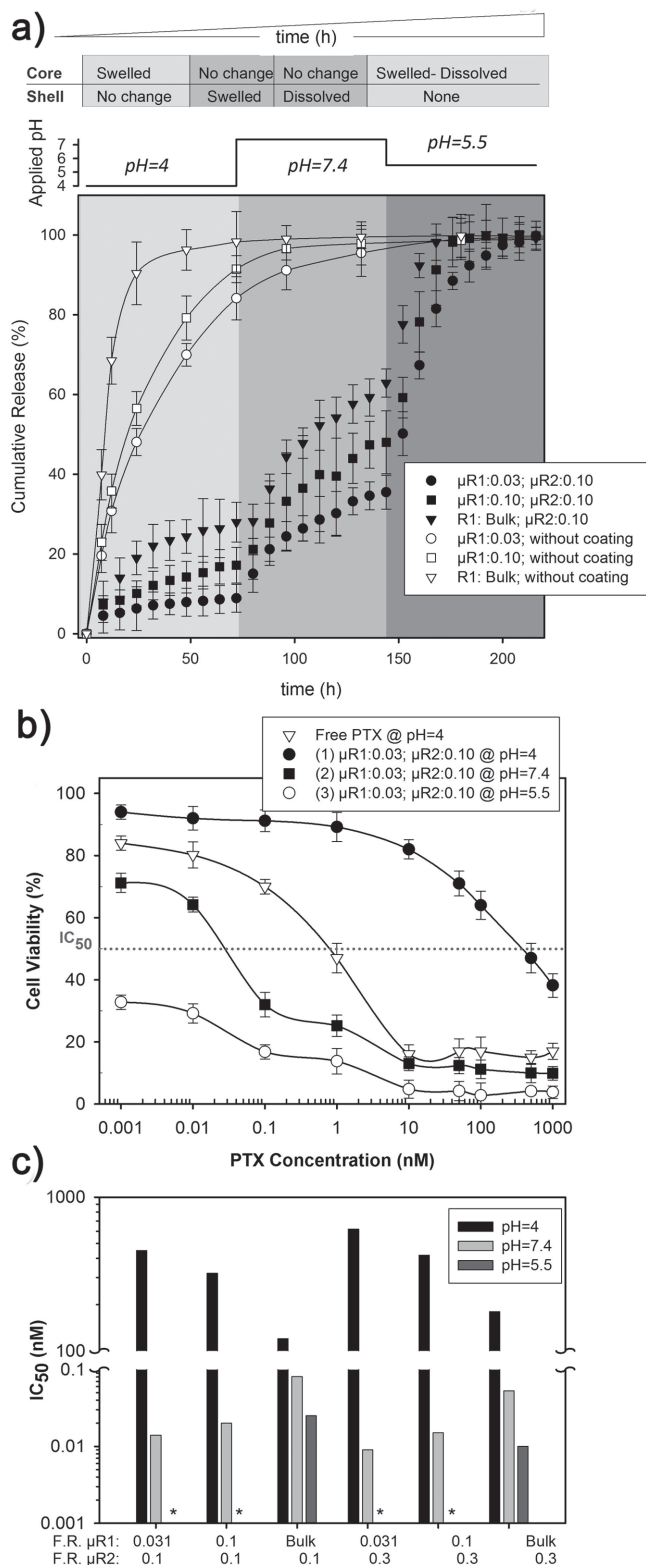 a)
time (h)
Core Swelled No change No change Swelled- Dissolved
Shell No change Swelled Dissolved None
Applied pH
7
6
5
4
pH=4
pH=7.4
pH=5.5
Cumulative Release (%)
100
80
60
40
20
0
μR1:0.03; μR2:0.10
μR1:0.10; μR2:0.10
R1: Bulk; μR2:0.10
μR1:0.03; without coating
μR1:0.10; without coating
R1: Bulk; without coating
0 50 100 150 200
time (h)
b)
Free PTX @ pH=4
(1) μR1:0.03; μR2:0.10 @ pH=4
(2) μR1:0.03; μR2:0.10 @ pH=7.4
(3) μR1:0.03; μR2:0.10 @ pH=5.5
Cell Viability (%)
100
80
60
IC50
40
20
0
0.001 0.01 0.1 1 10 100 1000
PTX Concentration (nM)
c)
IC50 (nM)
1000
100
0.1
0.01
0.001
pH=4
pH=7.4
pH=5.5
* * * *
F.R. μR1: 0.031 0.1 Bulk 0.031 0.1 Bulk
F.R. μR2: 0.1 0.1 0.1 0.3 0.3 0.3